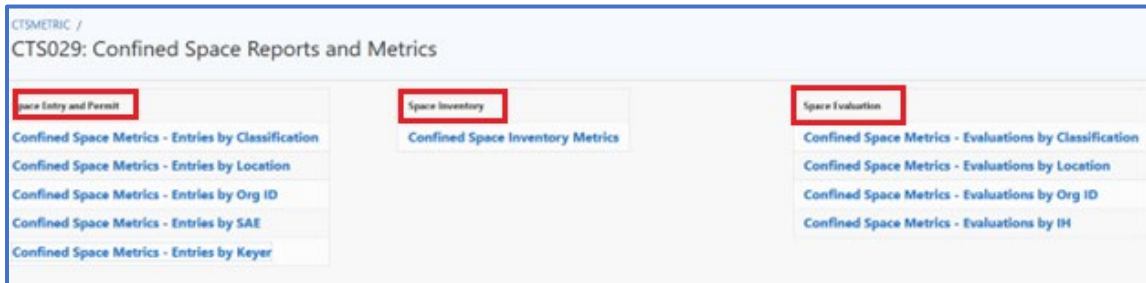 CTSMETRIC /
CTS029: Confined Space Reports and Metrics
Space Entry and Permit
Confined Space Metrics - Entries by Classification
Confined Space Metrics - Entries by Location
Confined Space Metrics - Entries by Org ID
Confined Space Metrics - Entries by SAE
Confined Space Metrics - Entries by Keyer
Space Inventory
Confined Space Inventory Metrics
Space Evaluation
Confined Space Metrics - Evaluations by Classification
Confined Space Metrics - Evaluations by Location
Confined Space Metrics - Evaluations by Org ID
Confined Space Metrics - Evaluations by IH